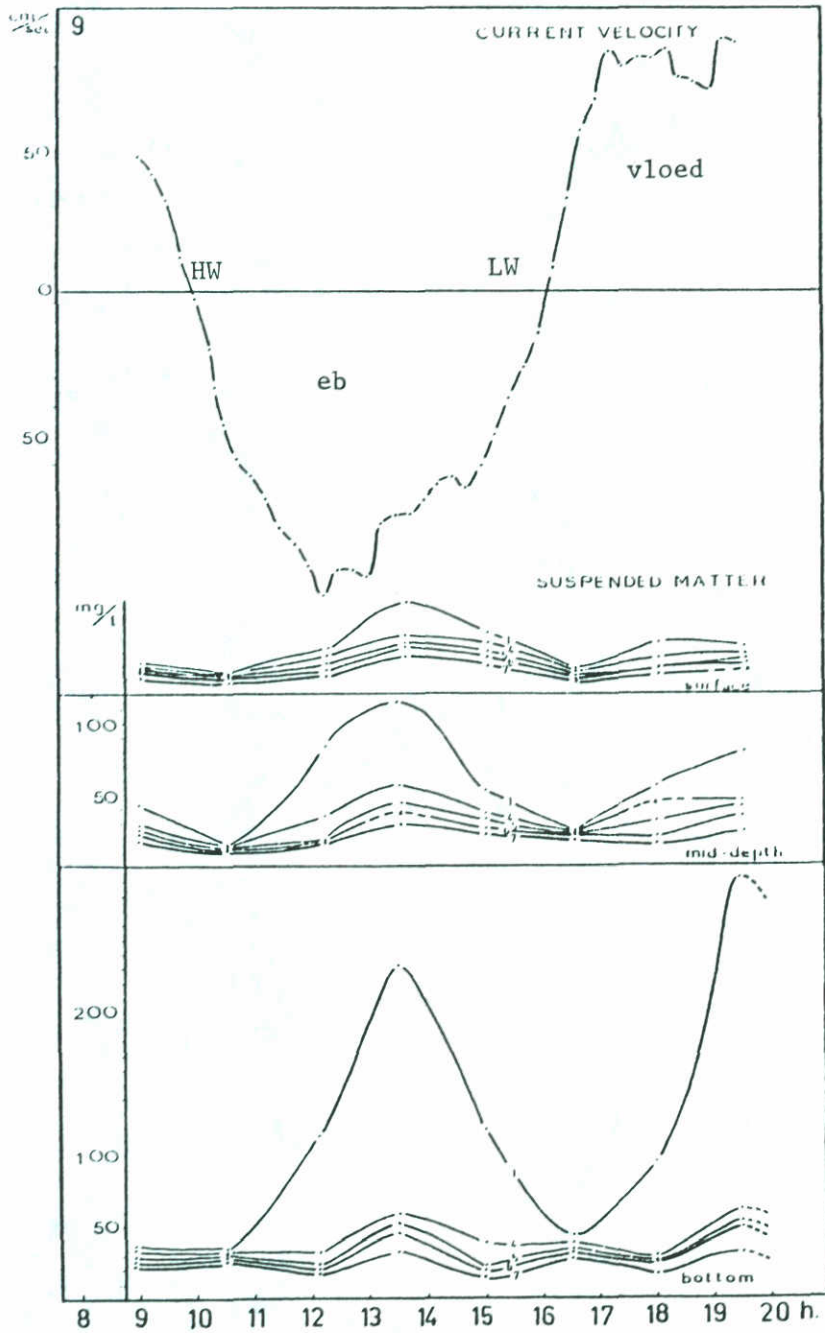 cm/
/sec
9
CURRENT VELOCITY
50
vloed
HW
LW
0
eb
50
SUSPENDED MATTER
mg/
l
surface
100
50
mid-depth
200
100
50
bottom
8 9 10 11 12 13 14 15 16 17 18 19 20 h.